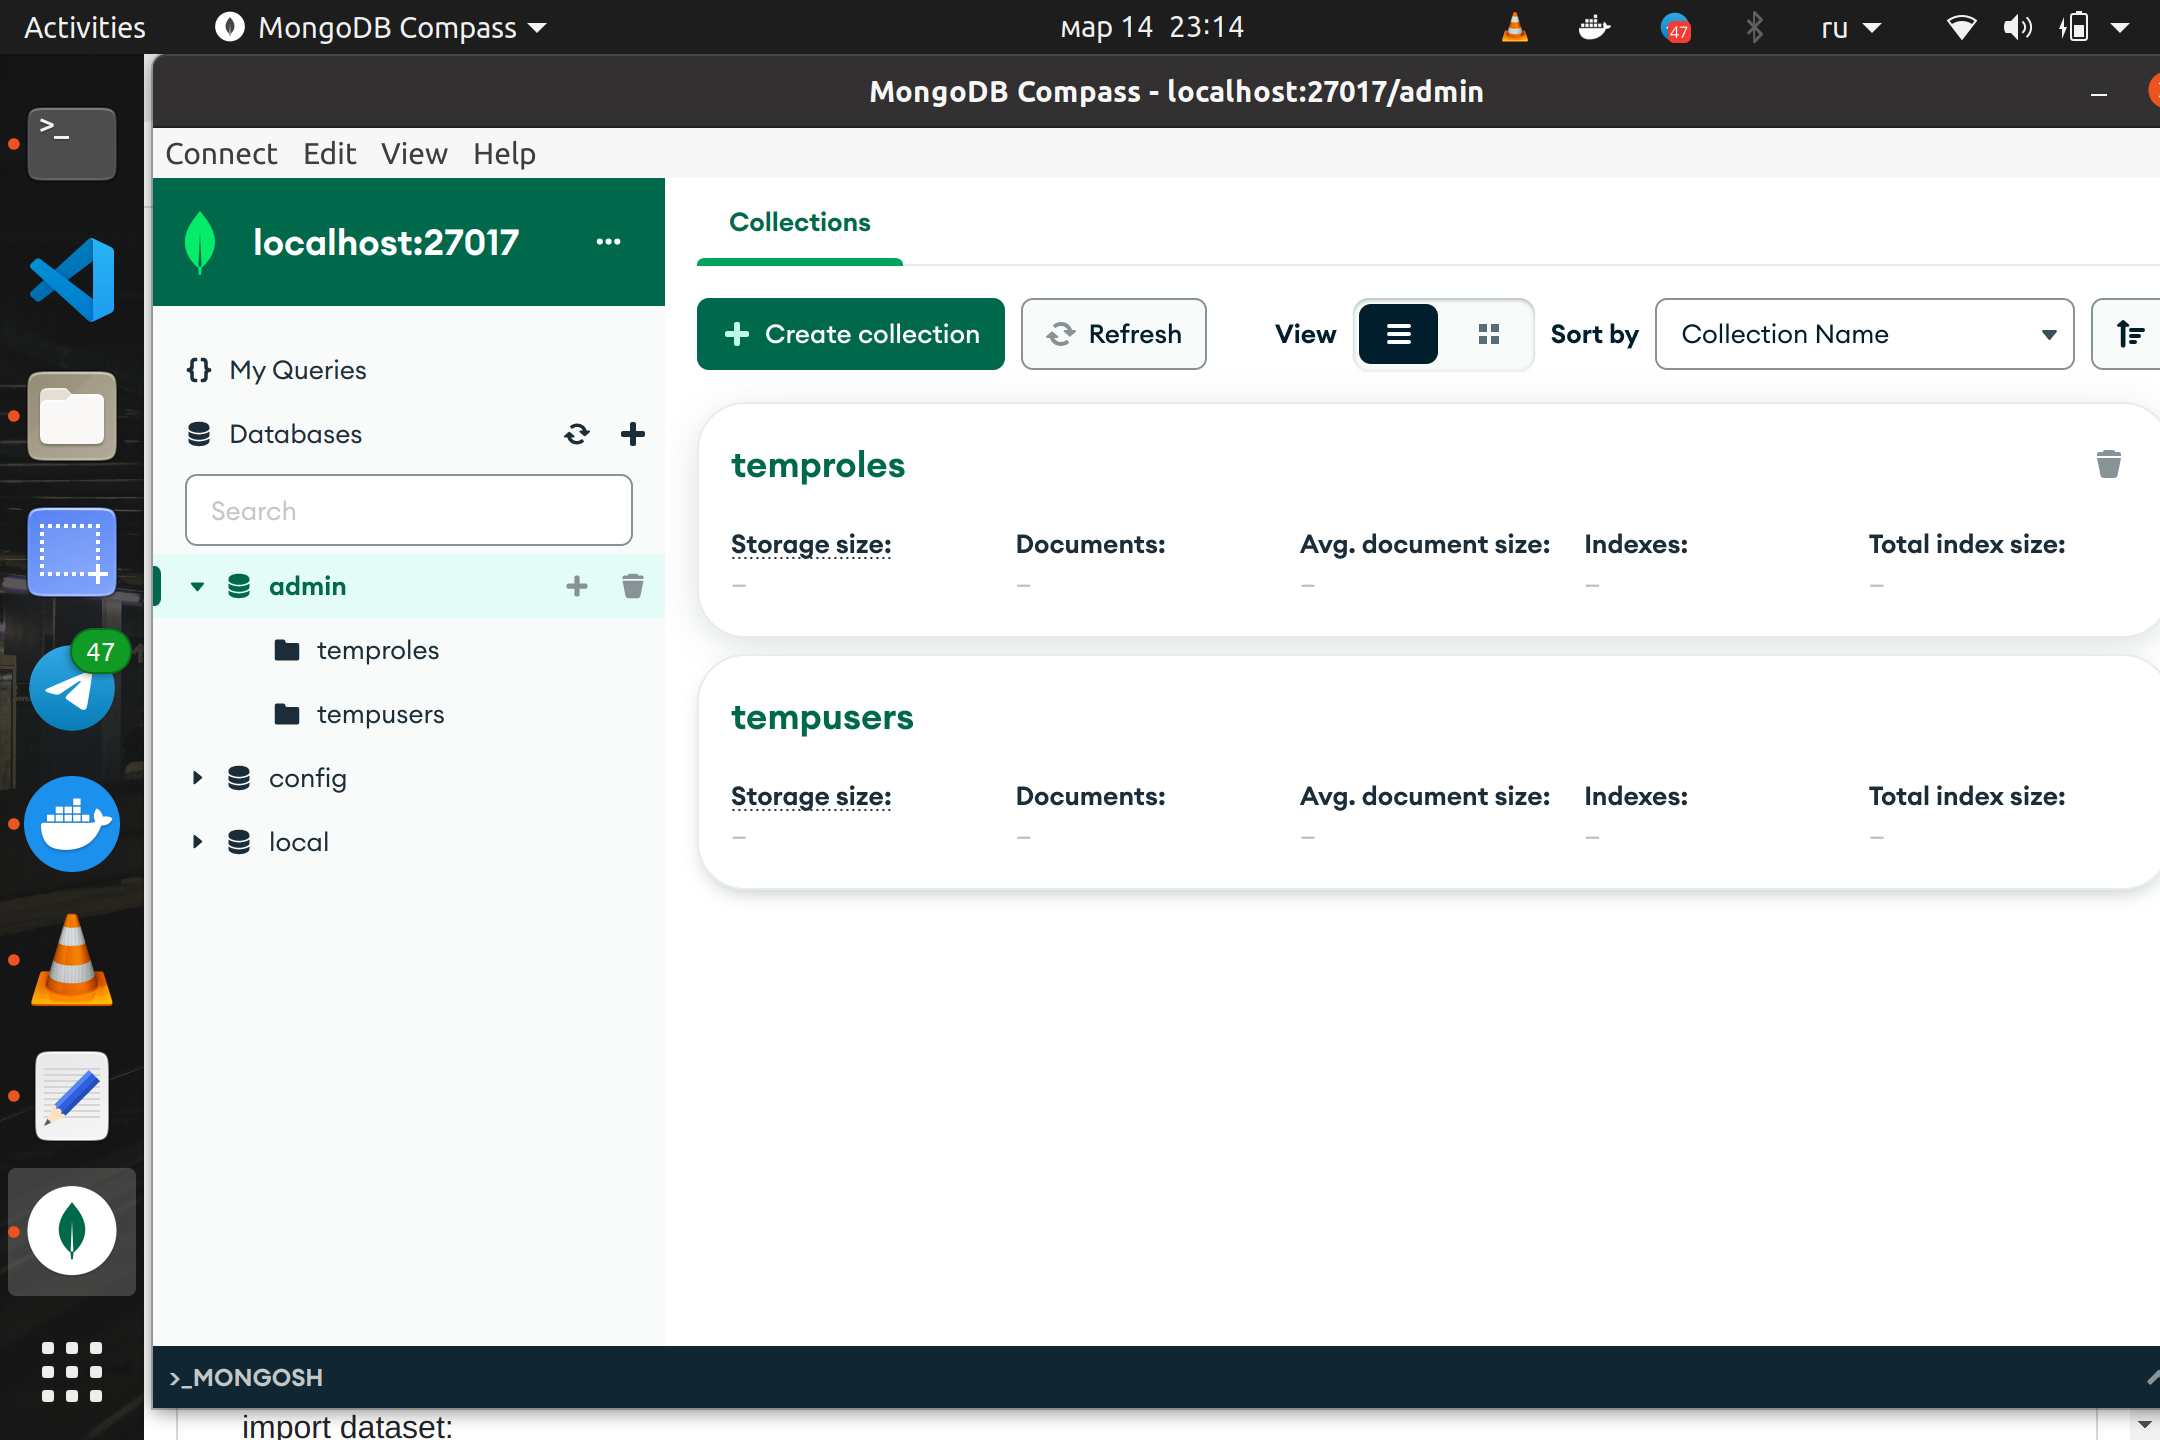 Activities
MongoDB Compass
мар 14 23:14
47
ru
MongoDB Compass - localhost:27017/admin
Connect Edit View Help
localhost:27017 ...
Collections
Create collection
Refresh
View
Sort by
Collection Name
{} My Queries
Databases
Search
admin
temproles
tempusers
config
local
temproles
Storage size: Documents: Avg. document size: Indexes: Total index size:
– – – – –
tempusers
Storage size: Documents: Avg. document size: Indexes: Total index size:
– – – – –
>_
47
>_MONGOSH
import dataset: